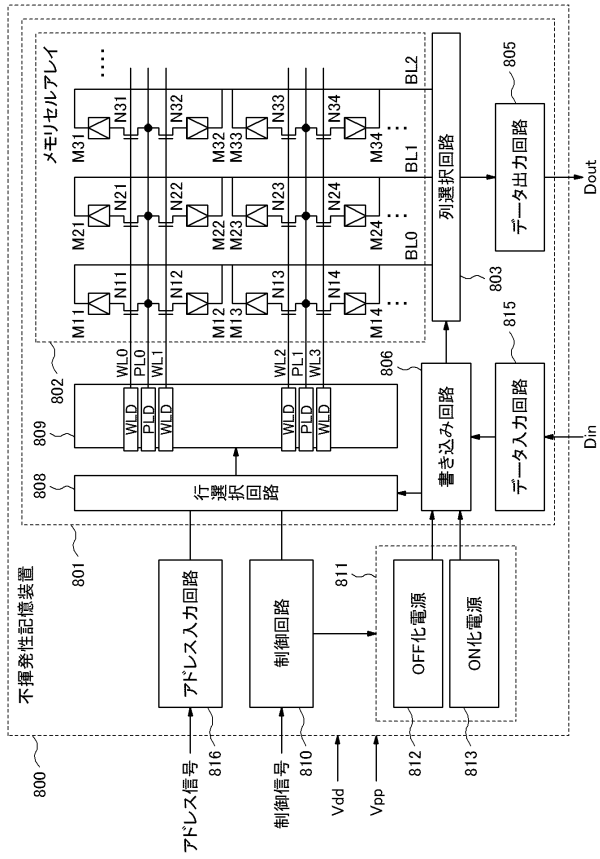 800
不揮発性記憶装置
801
メモリセルアレイ
802
809
808
行選択回路
WLD
PLD
WLD
WLD
PLD
WLD
WL0
PL0
WL1
WL2
PL1
WL3
M11
N11
N12
M12
M13
N13
N14
M14
M21
N21
N22
M22
M23
N23
N24
M24
M31
N31
N32
M32
M33
N33
N34
M34
BL0
BL1
BL2
列選択回路
803
データ出力回路
805
Dout
書き込み回路
806
データ入力回路
815
Din
アドレス信号
アドレス入力回路
816
制御信号
制御回路
810
Vdd
Vpp
811
OFF化電源
812
ON化電源
813